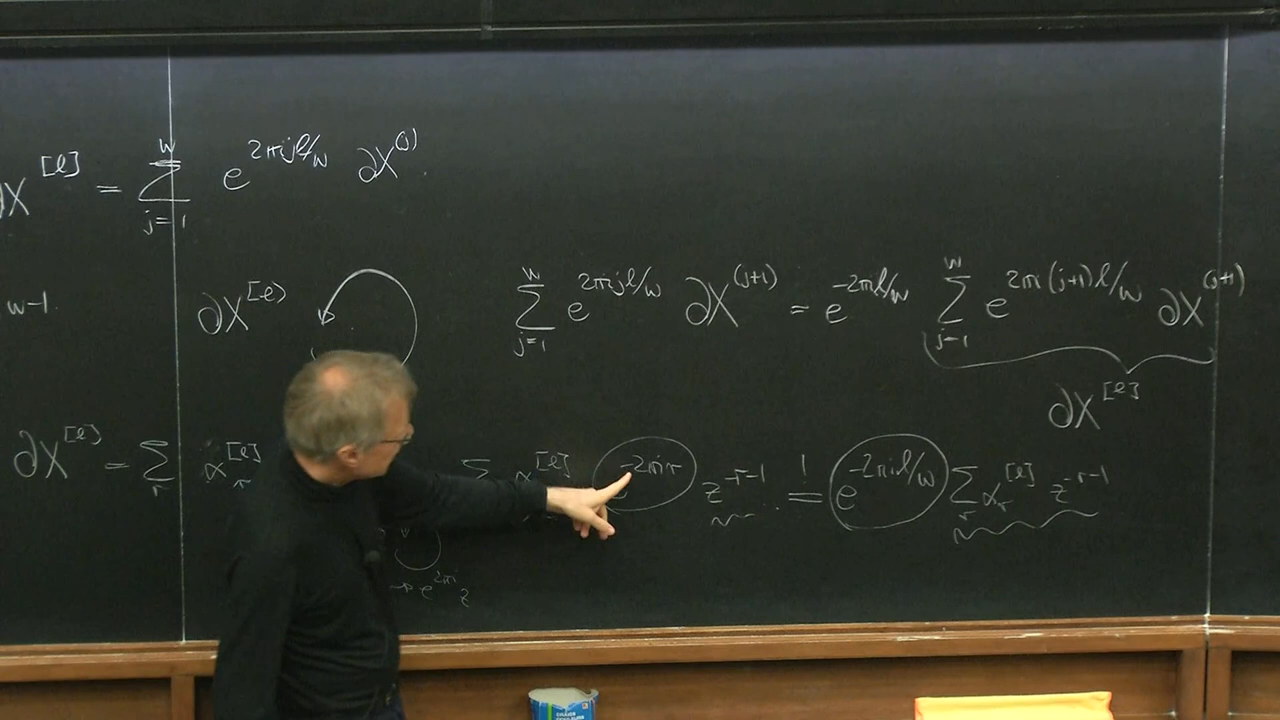 ∂X^{[ℓ]} = Σ_{j=1}^{w} e^{2πijℓ/w} ∂X^{(j)}.
w-1.
∂X^{[ℓ]}
Σ_{j=1}^{w} e^{2πijℓ/w} ∂X^{(j+1)} = e^{-2πiℓ/w} Σ_{j=1}^{w} e^{2πi(j+1)ℓ/w} ∂X^{(j+1)}
∂X^{[ℓ]}
∂X^{[ℓ]} = Σ_r α_r^{[ℓ]}
Σ α^{[ℓ]} e^{-2πir} z^{-r-1} =^{!} e^{-2πiℓ/w} Σ_r α_r^{[ℓ]} z^{-r-1}
→ e^{2πi} z